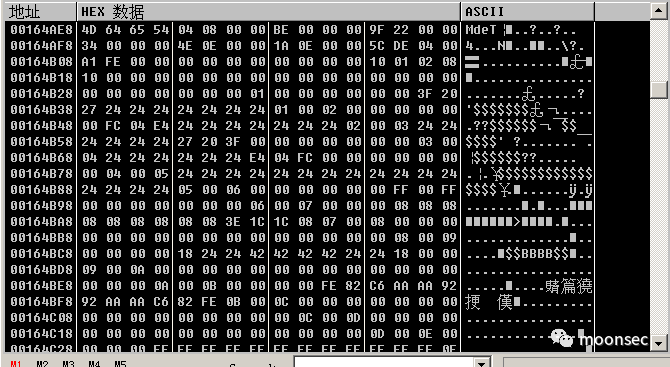 地址 HEX 数据 ASCII
00164AE8 4D 64 65 54 04 08 00 00 BE 00 00 00 9F 22 00 00 MdeT
00164AF8 34 00 00 00 4E 0E 00 00 1A 0E 00 00 5C DE 04 00
00164B08 A1 FE 00 00 00 00 00 00 00 00 00 00 10 01 02 08
00164B18 10 00 00 00 00 00 00 00 00 00 00 00 00 00 00 00
00164B28 00 00 00 00 00 00 00 01 00 00 00 00 00 00 3F 20
00164B38 27 24 24 24 24 24 24 24 01 00 02 00 00 00 00 00
00164B48 00 FC 04 E4 24 24 24 24 24 24 24 02 00 03 24 24
00164B58 24 24 24 24 27 20 3F 00 00 00 00 00 00 00 03 00
00164B68 04 24 24 24 24 24 24 E4 04 FC 00 00 00 00 00 00
00164B78 00 04 00 05 24 24 24 24 24 24 24 24 24 24 24 24
00164B88 24 24 24 24 05 00 06 00 00 00 00 00 00 FF 00 FF
00164B98 00 00 00 00 00 00 00 06 00 07 00 00 00 08 08 08
00164BA8 08 08 08 08 08 3E 1C 1C 08 07 00 08 00 00 00 00
00164BB8 00 00 00 00 00 00 00 00 00 00 00 00 00 08 00 09
00164BC8 00 00 00 00 18 24 24 42 42 42 42 24 24 18 00 00 $$BBBB$$
00164BD8 09 00 0A 00 00 00 00 00 00 00 00 00 00 00 00 00
00164BE8 00 00 00 0A 00 0B 00 00 00 00 FE 82 C6 AA AA 92
00164BF8 92 AA AA C6 82 FE 0B 00 00 0C 00 00 00 00 00 00
00164C08 00 00 00 00 00 00 00 00 00 0C 00 0D 00 00 00 00
00164C18 00 00 00 00 00 00 00 00 00 00 00 00 0D 00 0E 00
moonsec
M1 M2 M3 M4 M5